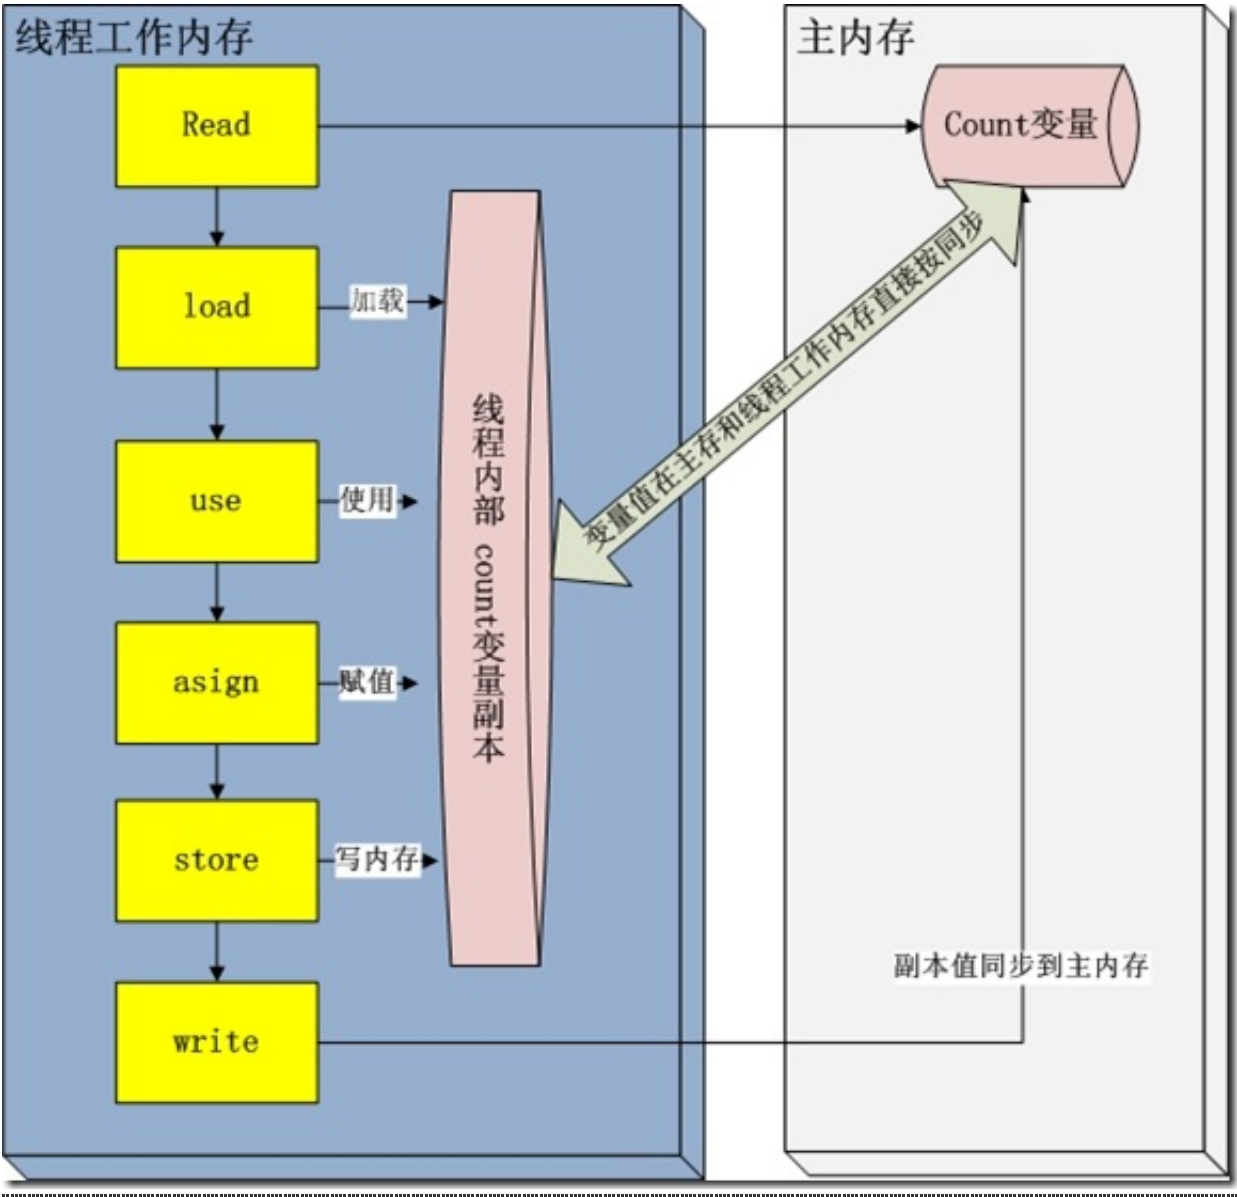 线程工作内存
主内存
Read
Count变量
load
加载
use
使用
asign
赋值
store
写内存
write
线程内部 count变量副本
变量值在主存和线程工作内存直接按同步
副本值同步到主内存